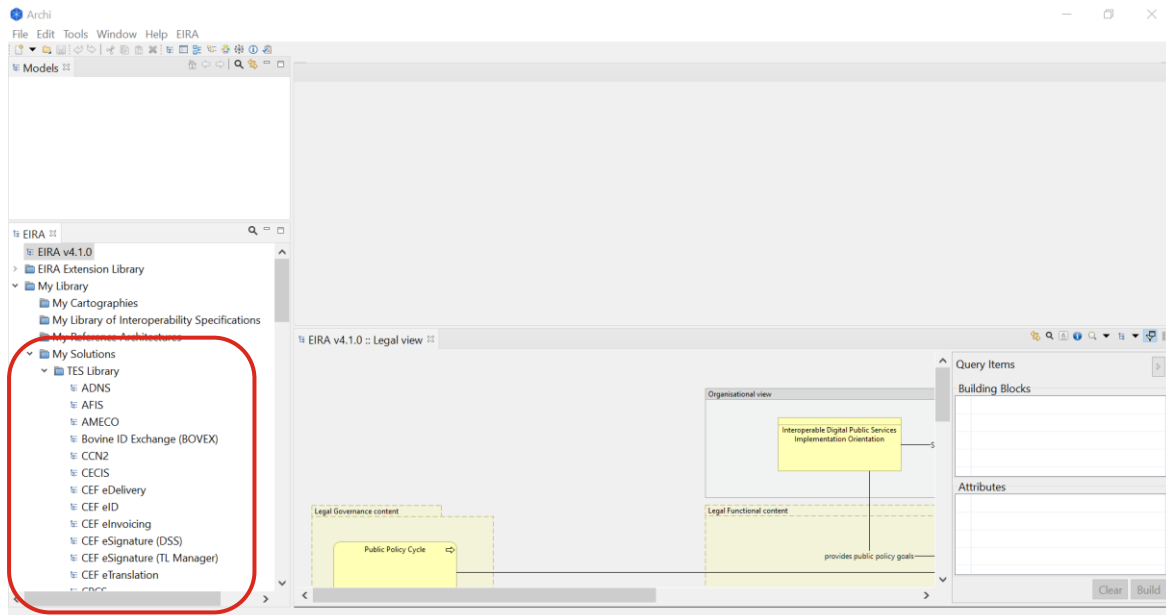 Archi
File Edit Tools Window Help EIRA
Models
EIRA
EIRA v4.1.0
EIRA Extension Library
My Library
My Cartographies
My Library of Interoperability Specifications
My Reference Architectures
My Solutions
TES Library
ADNS
AFIS
AMECO
Bovine ID Exchange (BOVEX)
CCN2
CECIS
CEF eDelivery
CEF eID
CEF eInvoicing
CEF eSignature (DSS)
CEF eSignature (TL Manager)
CEF eTranslation
EIRA v4.1.0 :: Legal view
Organisational view
Interoperable Digital Public Services
Implementation Orientation
Legal Governance content
Public Policy Cycle
Legal Functional content
provides public policy goals
Query Items
Building Blocks
Attributes
Clear Build